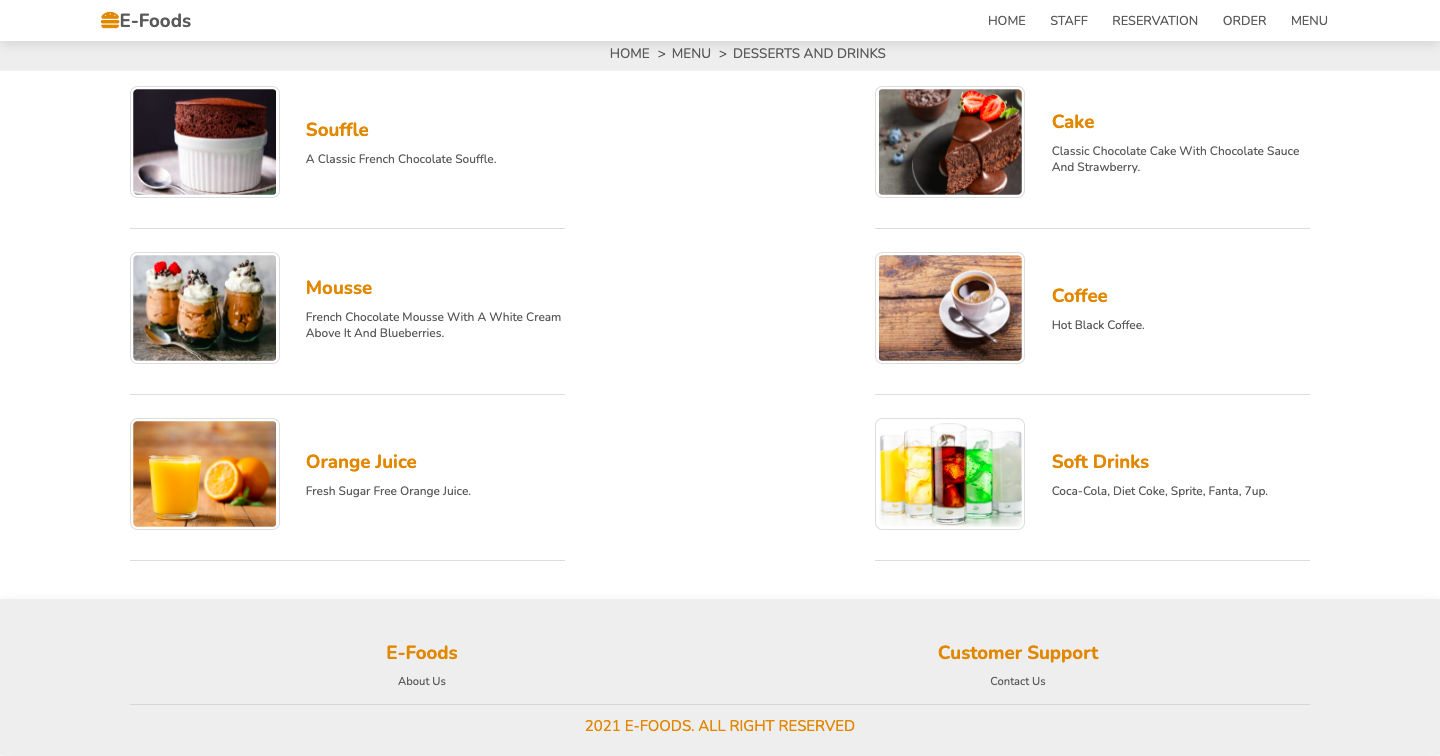 E-Foods
HOME STAFF RESERVATION ORDER MENU
HOME > MENU > DESSERTS AND DRINKS
Souffle
A Classic French Chocolate Souffle.
Cake
Classic Chocolate Cake With Chocolate Sauce
And Strawberry.
Mousse
French Chocolate Mousse With A White Cream
Above It And Blueberries.
Coffee
Hot Black Coffee.
Orange Juice
Fresh Sugar Free Orange Juice.
Soft Drinks
Coca-Cola, Diet Coke, Sprite, Fanta, 7up.
E-Foods
About Us
Customer Support
Contact Us
2021 E-FOODS. ALL RIGHT RESERVED